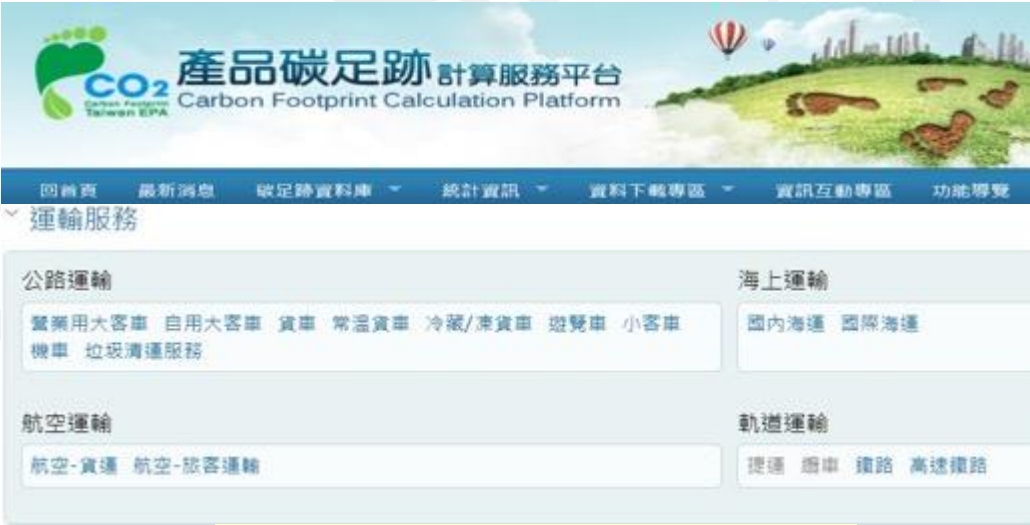 CO2
Carbon Footprint
Taiwan EPA
產品碳足跡計算服務平台
Carbon Footprint Calculation Platform
回首頁 最新消息 碳足跡資料庫 統計資訊 資料下載專區 資訊互動專區 功能導覽
運輸服務
公路運輸
營業用大客車 自用大客車 貨車 常溫貨車 冷藏/凍貨車 遊覽車 小客車
機車 垃圾清運服務
海上運輸
國內海運 國際海運
航空運輸
航空-貨運 航空-旅客運輸
軌道運輸
捷運 纜車 鐵路 高速鐵路